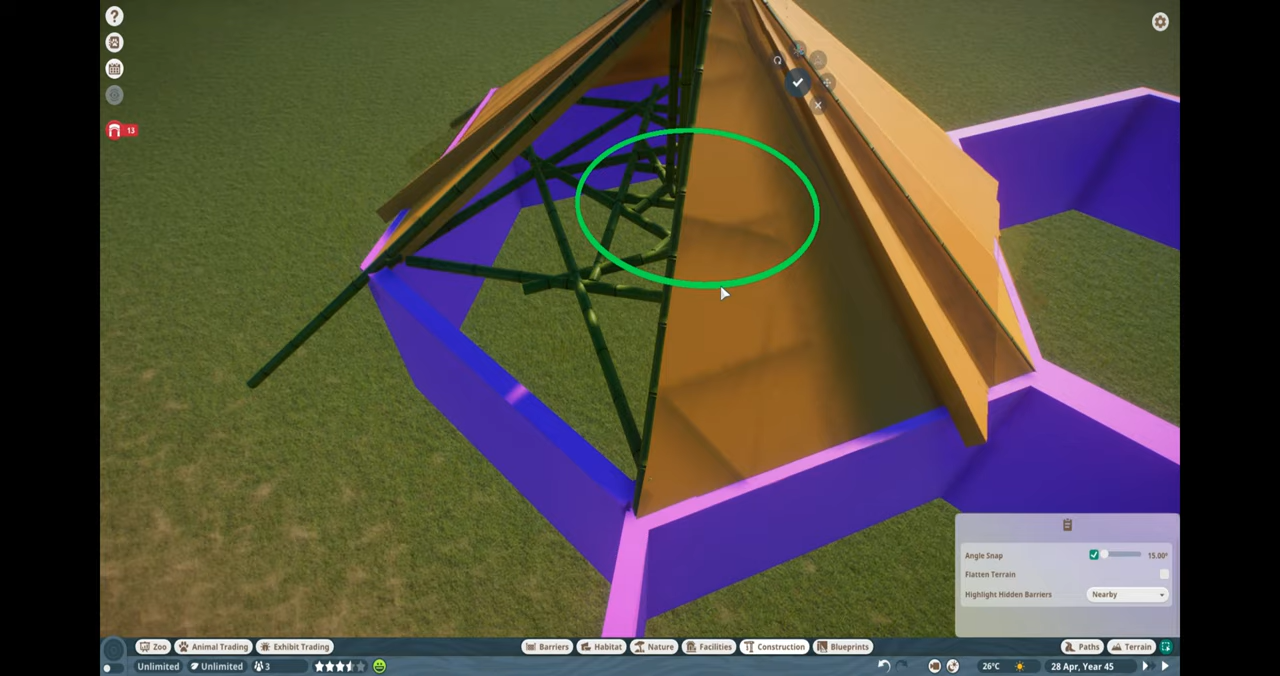 ?
13
Angle Snap 15.00°
Flatten Terrain
Highlight Hidden Barriers Nearby
Zoo Animal Trading Exhibit Trading Barriers Habitat Nature Facilities Construction Blueprints Paths Terrain
Unlimited Unlimited 3 26°C 28 Apr, Year 45